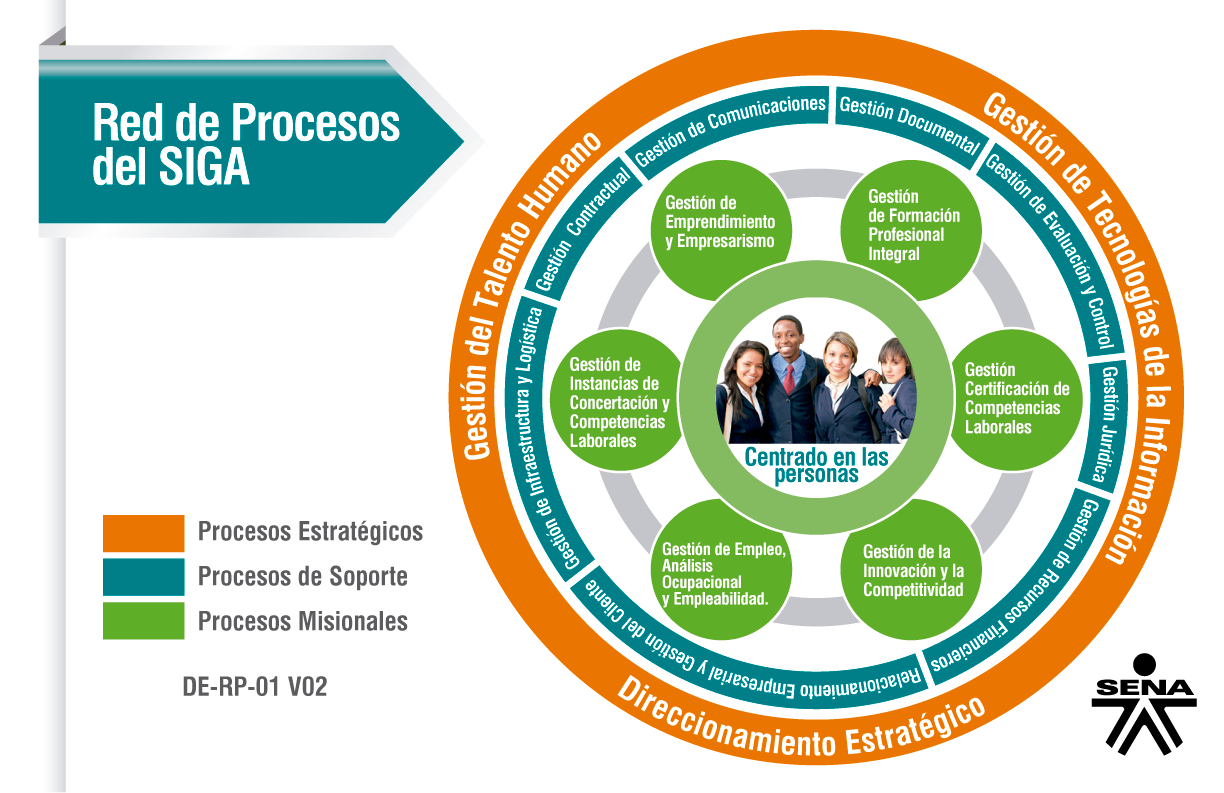 Red de Procesos
del SIGA
Gestión del Talento Humano
Gestión de Tecnologías de la Información
Direccionamiento Estratégico
Gestión de Comunicaciones
Gestión Documental
Gestión de Evaluación y Control
Gestión Jurídica
Gestión de Recursos Financieros
Relacionamiento Empresarial y Gestión del Cliente
Gestión de Infraestructura y Logística
Gestión Contractual
Gestión de
Emprendimiento
y Empresarismo
Gestión
de Formación
Profesional
Integral
Gestión de
Instancias de
Concertación y
Competencias
Laborales
Gestión
Certificación de
Competencias
Laborales
Centrado en las
personas
Gestión de Empleo,
Análisis
Ocupacional
y Empleabilidad.
Gestión de la
Innovación y la
Competitividad
Procesos Estratégicos
Procesos de Soporte
Procesos Misionales
DE-RP-01 V02
SENA